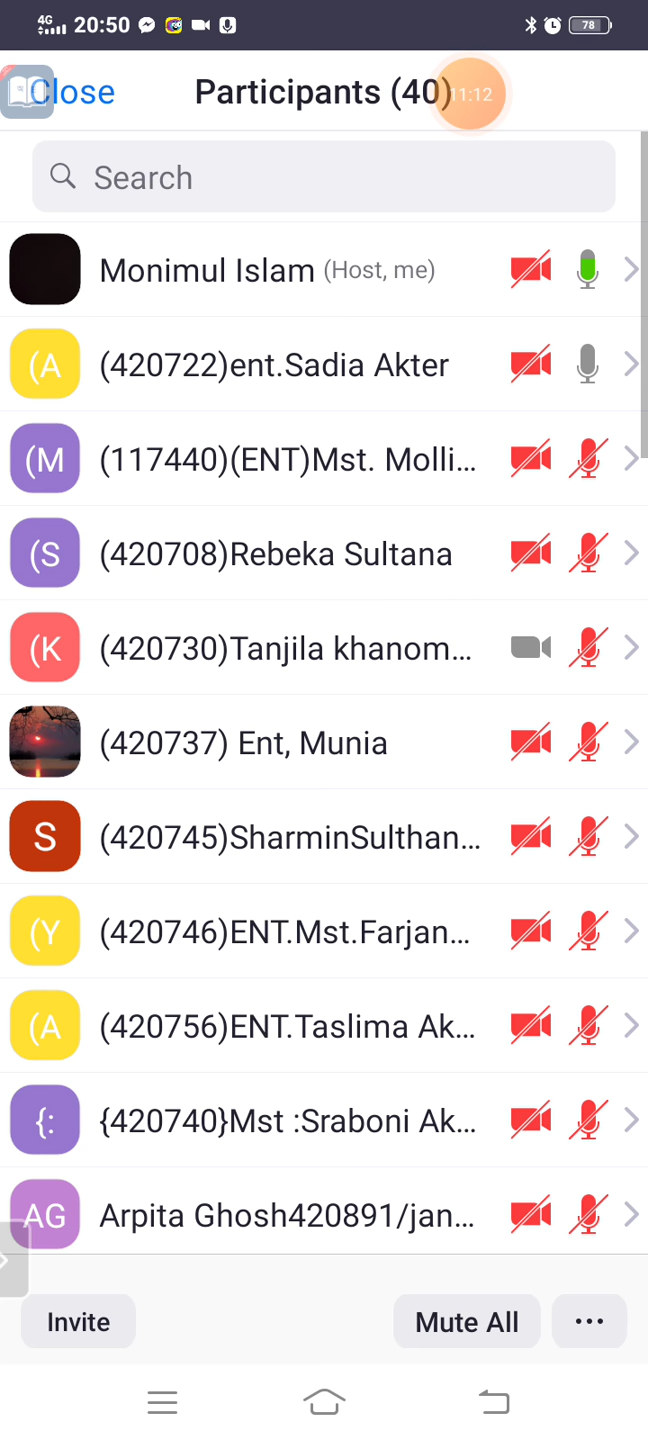 4G 20:50 78
Close Participants (40) 11:12
Search
Monimul Islam (Host, me)
(A (420722)ent.Sadia Akter
(M (117440)(ENT)Mst. Molli...
(S (420708)Rebeka Sultana
(K (420730)Tanjila khanom...
(420737) Ent, Munia
S (420745)SharminSulthan...
(Y (420746)ENT.Mst.Farjan...
(A (420756)ENT.Taslima Ak...
{: {420740}Mst :Sraboni Ak...
AG Arpita Ghosh420891/jan...
Invite Mute All ...